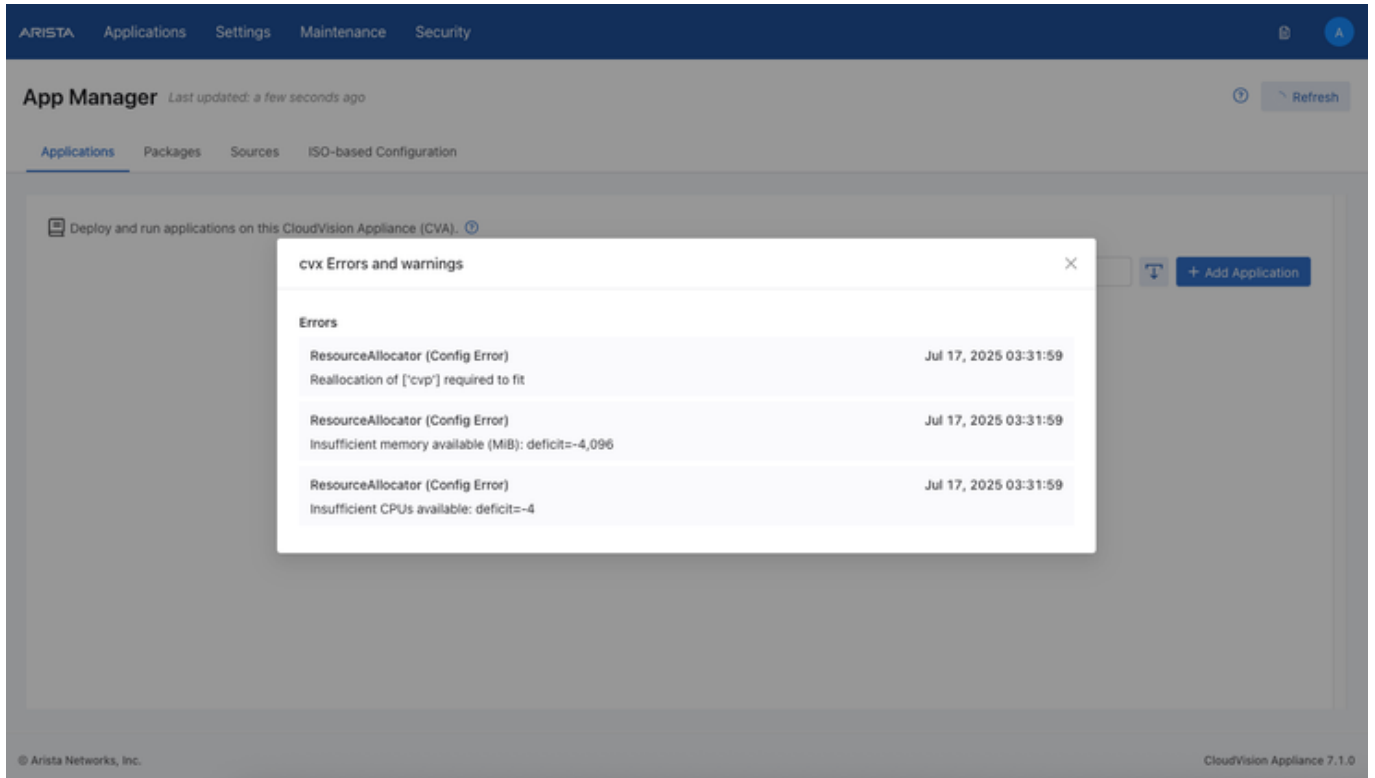 ARISTA Applications Settings Maintenance Security A
App Manager Last updated: a few seconds ago Refresh
Applications Packages Sources ISO-based Configuration
Deploy and run applications on this CloudVision Appliance (CVA).
+ Add Application
cvx Errors and warnings
Errors
ResourceAllocator (Config Error) Jul 17, 2025 03:31:59
Reallocation of ['cvp'] required to fit
ResourceAllocator (Config Error) Jul 17, 2025 03:31:59
Insufficient memory available (MiB): deficit=-4,096
ResourceAllocator (Config Error) Jul 17, 2025 03:31:59
Insufficient CPUs available: deficit=-4
© Arista Networks, Inc. CloudVision Appliance 7.1.0